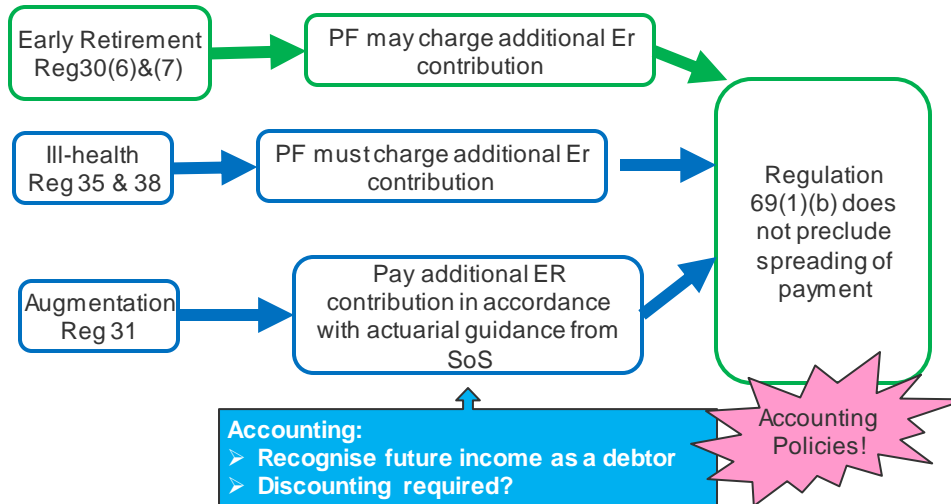 Early Retirement
Reg30(6)&(7)
PF may charge additional Er
contribution
Ill-health
Reg 35 & 38
PF must charge additional Er
contribution
Augmentation
Reg 31
Pay additional ER
contribution in accordance
with actuarial guidance from
SoS
Regulation
69(1)(b) does
not preclude
spreading of
payment
Accounting:
➢ Recognise future income as a debtor
➢ Discounting required?
Accounting
Policies!